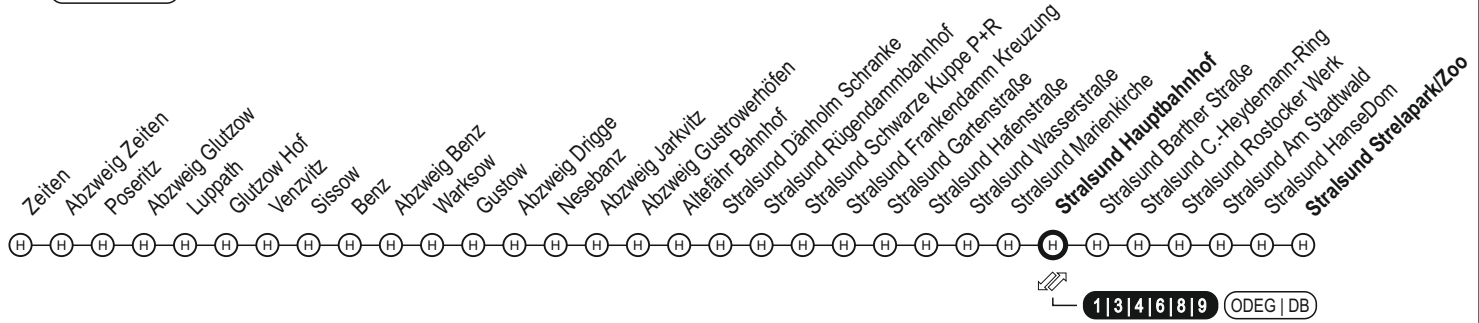 Zeiten
Abzweig Zeiten
Poseritz
Abzweig Glutzow
Luppath
Glutzow Hof
Venzvitz
Sissow
Benz
Abzweig Benz
Warksow
Gustow
Abzweig Drigge
Nesebanz
Abzweig Jarkvitz
Abzweig Gustrowerhöfen
Altefähr Bahnhof
Stralsund Dänholm Schranke
Stralsund Rügendammbahnhof
Stralsund Schwarze Kuppe P+R
Stralsund Frankendamm Kreuzung
Stralsund Gartenstraße
Stralsund Hafenstraße
Stralsund Wasserstraße
Stralsund Marienkirche
Stralsund Hauptbahnhof
Stralsund Barther Straße
Stralsund C.-Heydemann-Ring
Stralsund Rostocker Werk
Stralsund Am Stadtwald
Stralsund HanseDom
Stralsund Strelapark/Zoo
H H H H H H H H H H H H H H H H H H H H H H H H H H H H H H H H
1|3|4|6|8|9 ODEG | DB